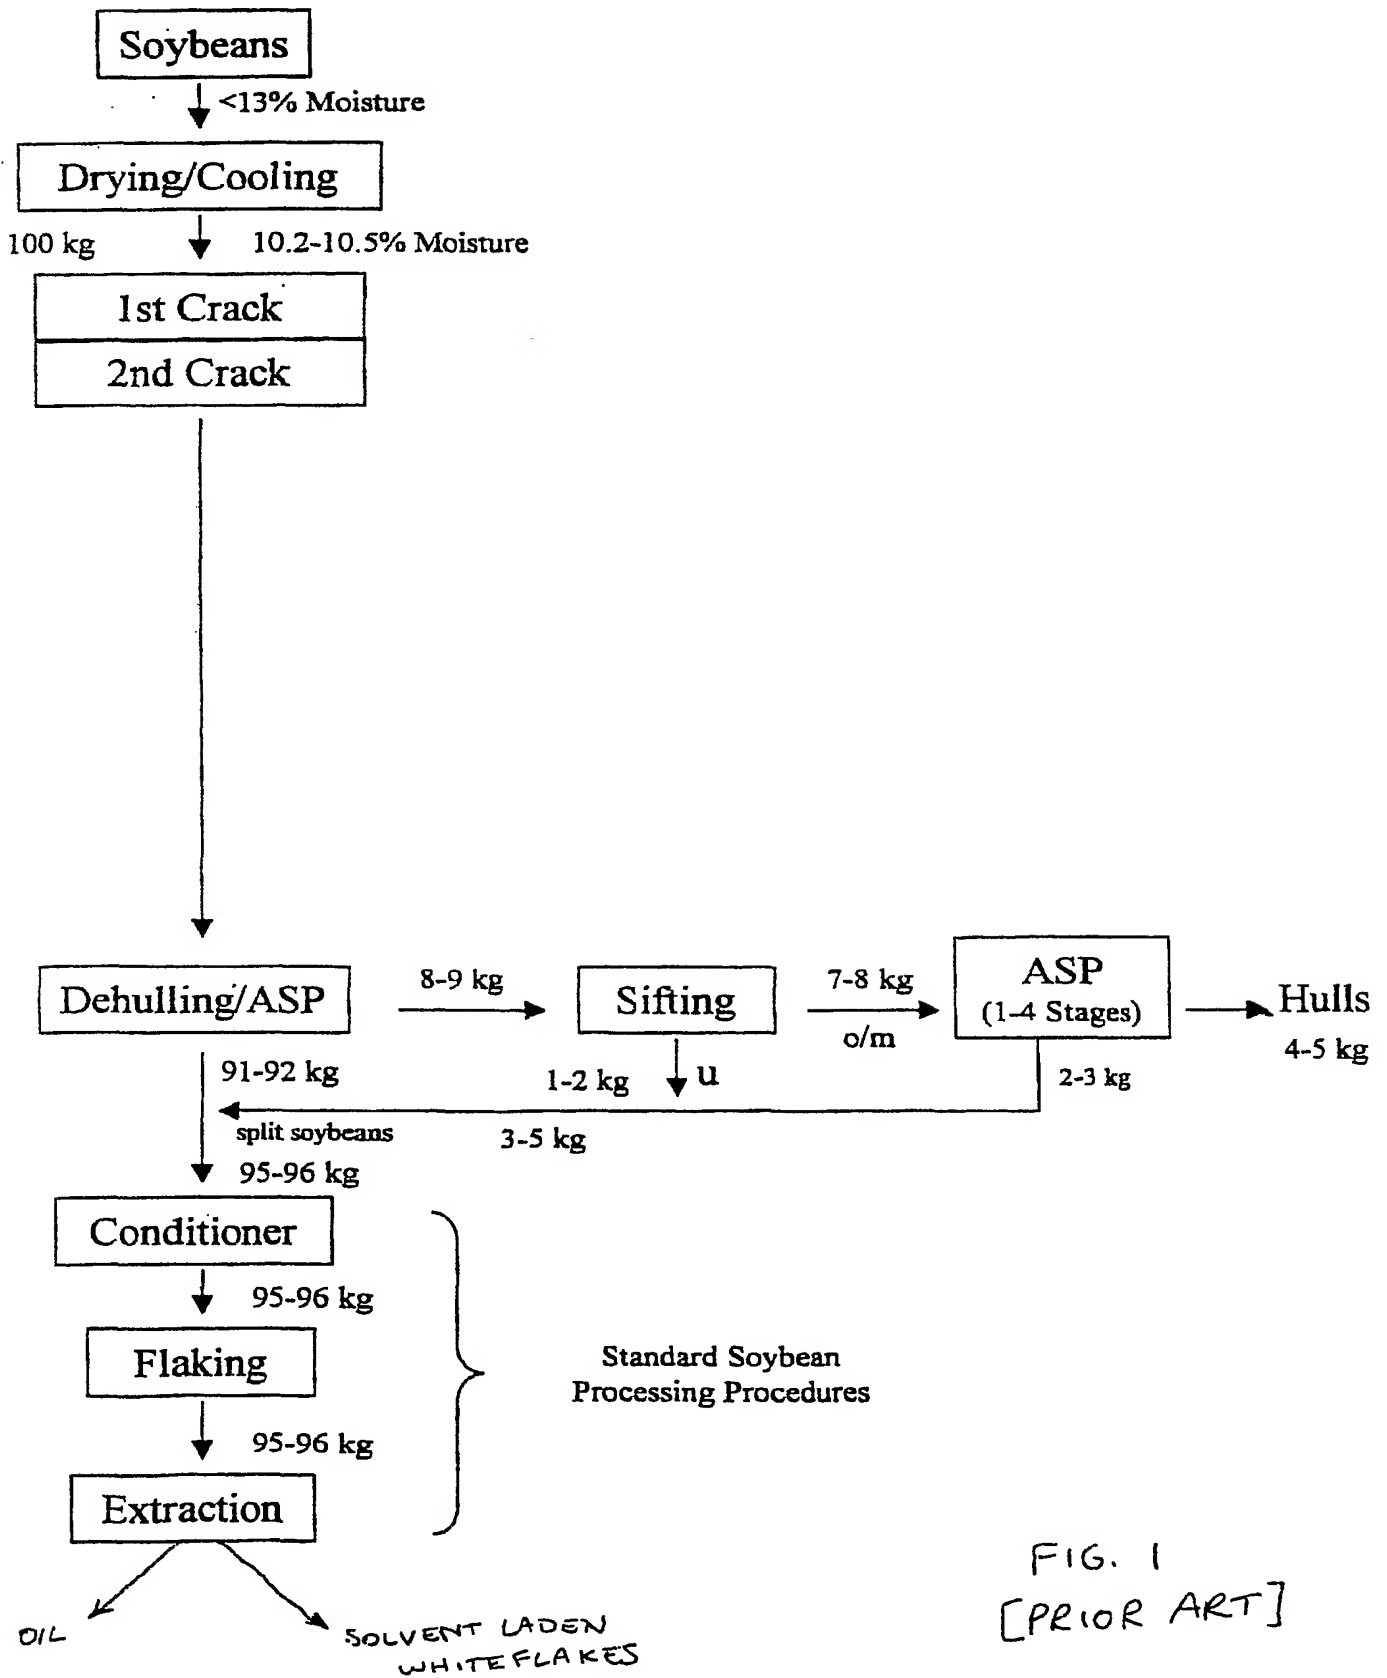 Soybeans
<13% Moisture
Drying/Cooling
100 kg
10.2-10.5% Moisture
1st Crack
2nd Crack
Dehulling/ASP
8-9 kg
Sifting
7-8 kg
o/m
ASP
(1-4 Stages)
Hulls
4-5 kg
91-92 kg
1-2 kg
u
2-3 kg
split soybeans
3-5 kg
95-96 kg
Conditioner
95-96 kg
Flaking
Standard Soybean
Processing Procedures
95-96 kg
Extraction
OIL
SOLVENT LADEN
WHITEFLAKES
FIG. 1
[PRIOR ART]